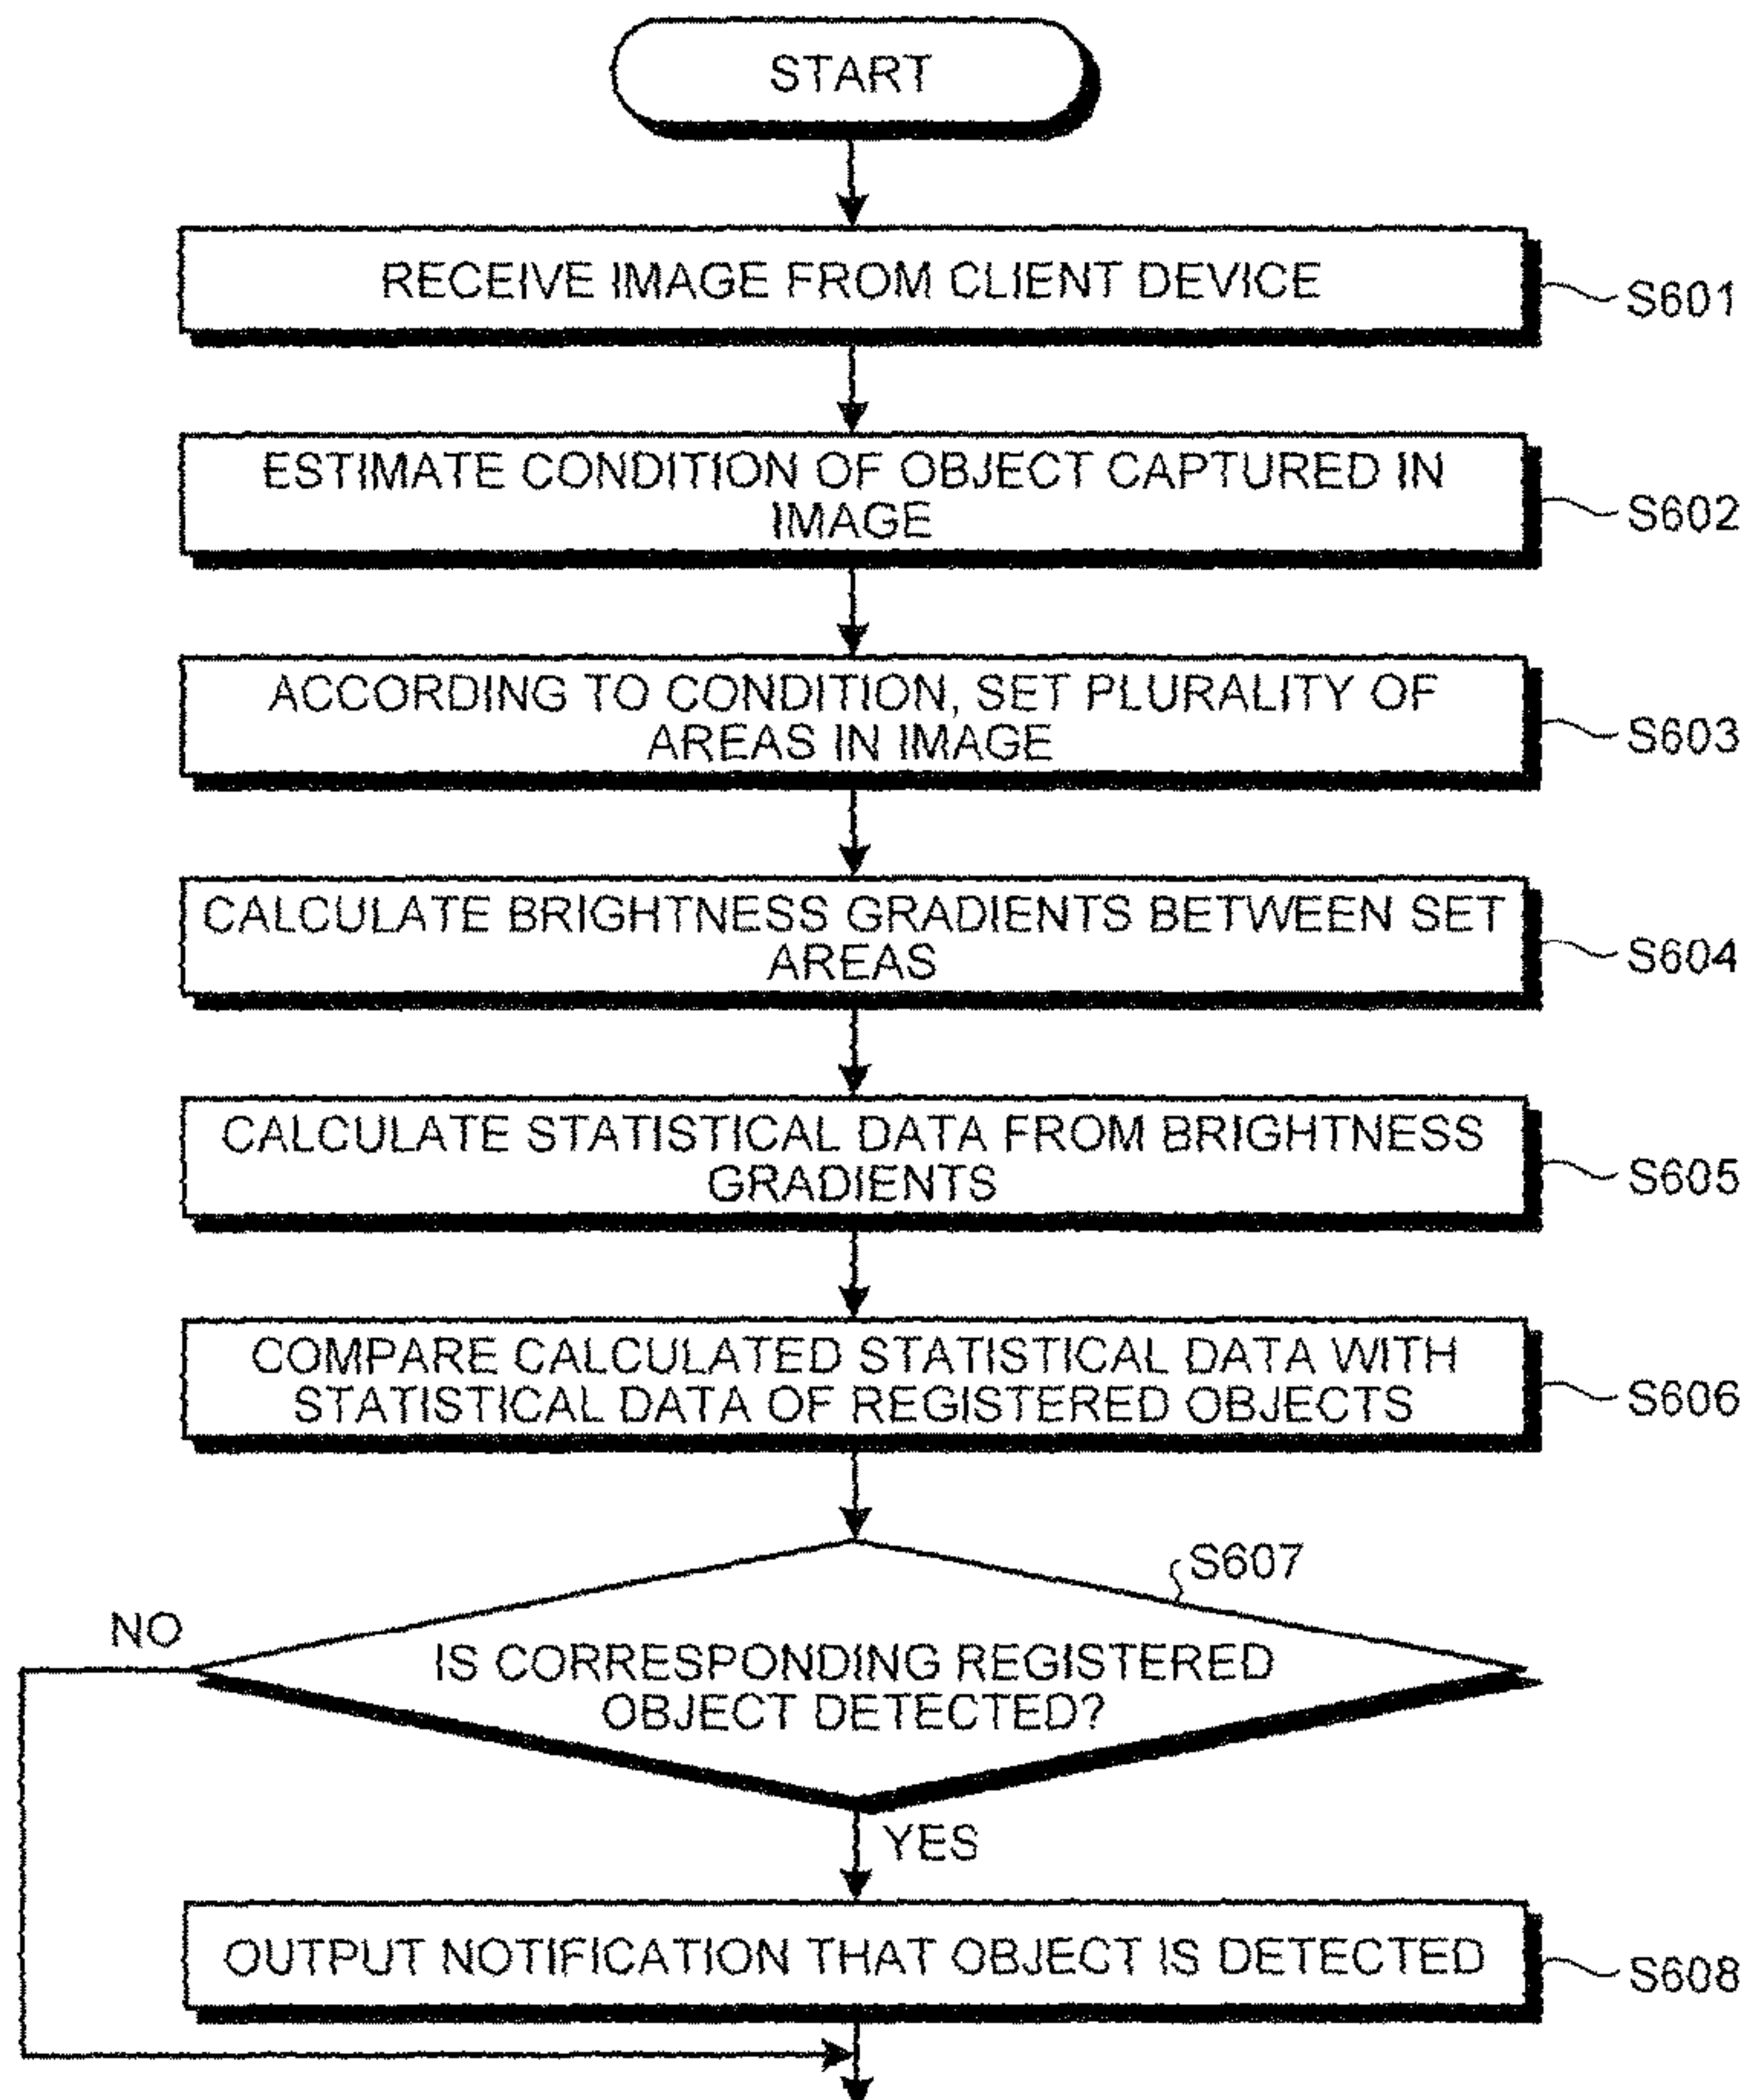 START
RECEIVE IMAGE FROM CLIENT DEVICE
S601
ESTIMATE CONDITION OF OBJECT CAPTURED IN
IMAGE
S602
ACCORDING TO CONDITION, SET PLURALITY OF
AREAS IN IMAGE
S603
CALCULATE BRIGHTNESS GRADIENTS BETWEEN SET
AREAS
S604
CALCULATE STATISTICAL DATA FROM BRIGHTNESS
GRADIENTS
S605
COMPARE CALCULATED STATISTICAL DATA WITH
STATISTICAL DATA OF REGISTERED OBJECTS
S606
S607
NO
IS CORRESPONDING REGISTERED
OBJECT DETECTED?
YES
OUTPUT NOTIFICATION THAT OBJECT IS DETECTED
S608